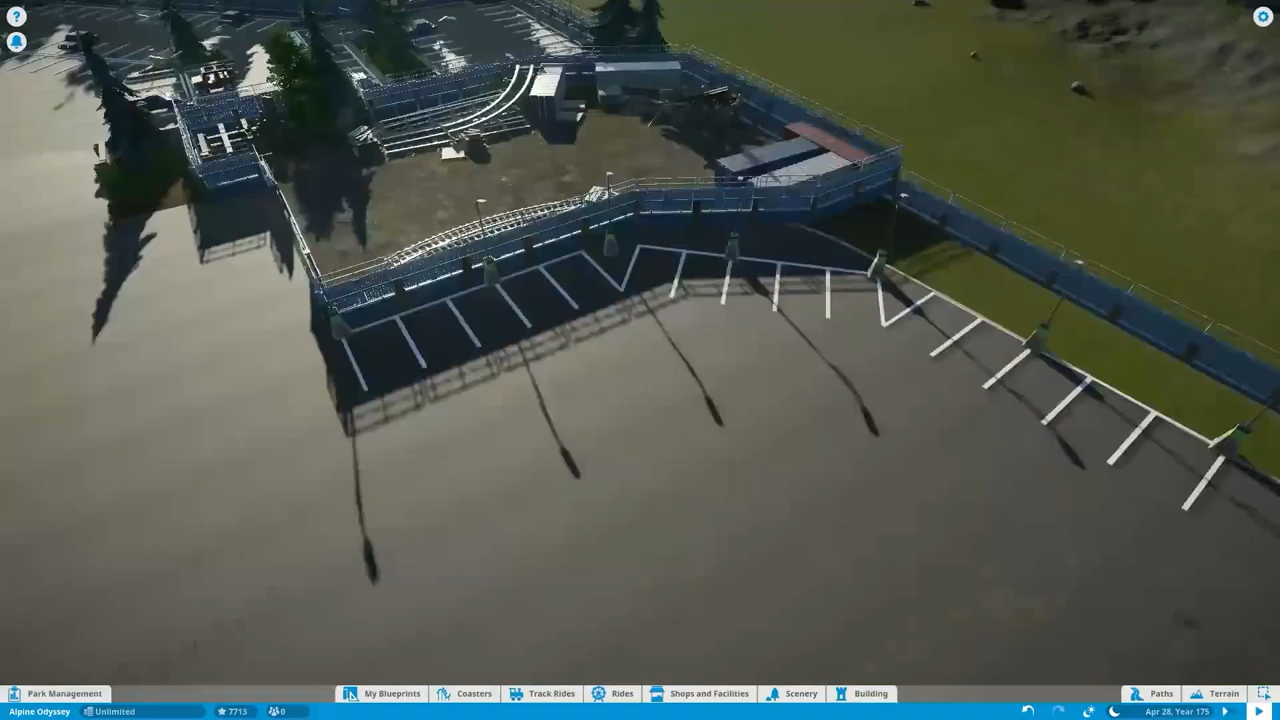 ?
Park Management
My Blueprints
Coasters
Track Rides
Rides
Shops and Facilities
Scenery
Building
Paths
Terrain
Alpine Odyssey
Unlimited
7713
0
Apr 28, Year 175